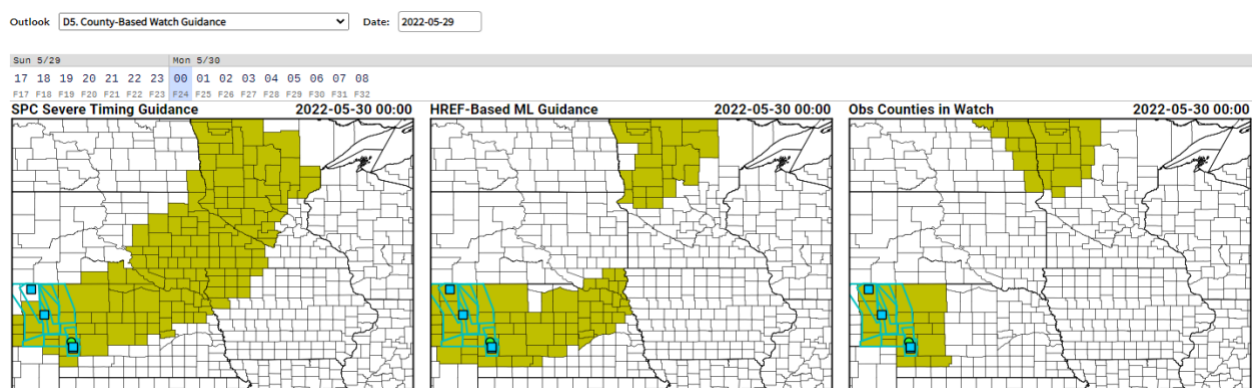 Outlook D5. County-Based Watch Guidance Date: 2022-05-29
Sun 5/29 Mon 5/30
17 18 19 20 21 22 23 00 01 02 03 04 05 06 07 08
F17 F18 F19 F20 F21 F22 F23 F24 F25 F26 F27 F28 F29 F30 F31 F32
SPC Severe Timing Guidance 2022-05-30 00:00 HREF-Based ML Guidance 2022-05-30 00:00 Obs Counties in Watch 2022-05-30 00:00